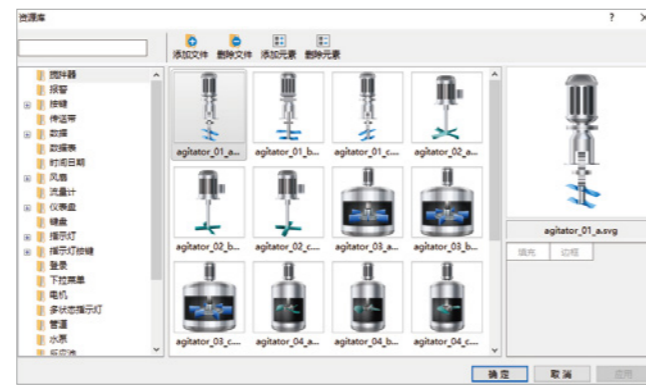 资源库
?
添加文件 删除文件 添加元素 删除元素
搅拌器
报警
按键
传送带
数据
数据表
时间日期
风扇
流量计
仪表盘
键盘
指示灯
指示灯按键
登录
下拉菜单
电机
多状态指示灯
管道
水泵
反应池
agitator_01_a... agitator_01_b... agitator_01_c.... agitator_02_a...
agitator_02_b... agitator_02_c.... agitator_03_a... agitator_03_b...
agitator_03_c.... agitator_04_a... agitator_04_b... agitator_04_c....
agitator_01_a.svg
填充 边框
确定 取消 应用